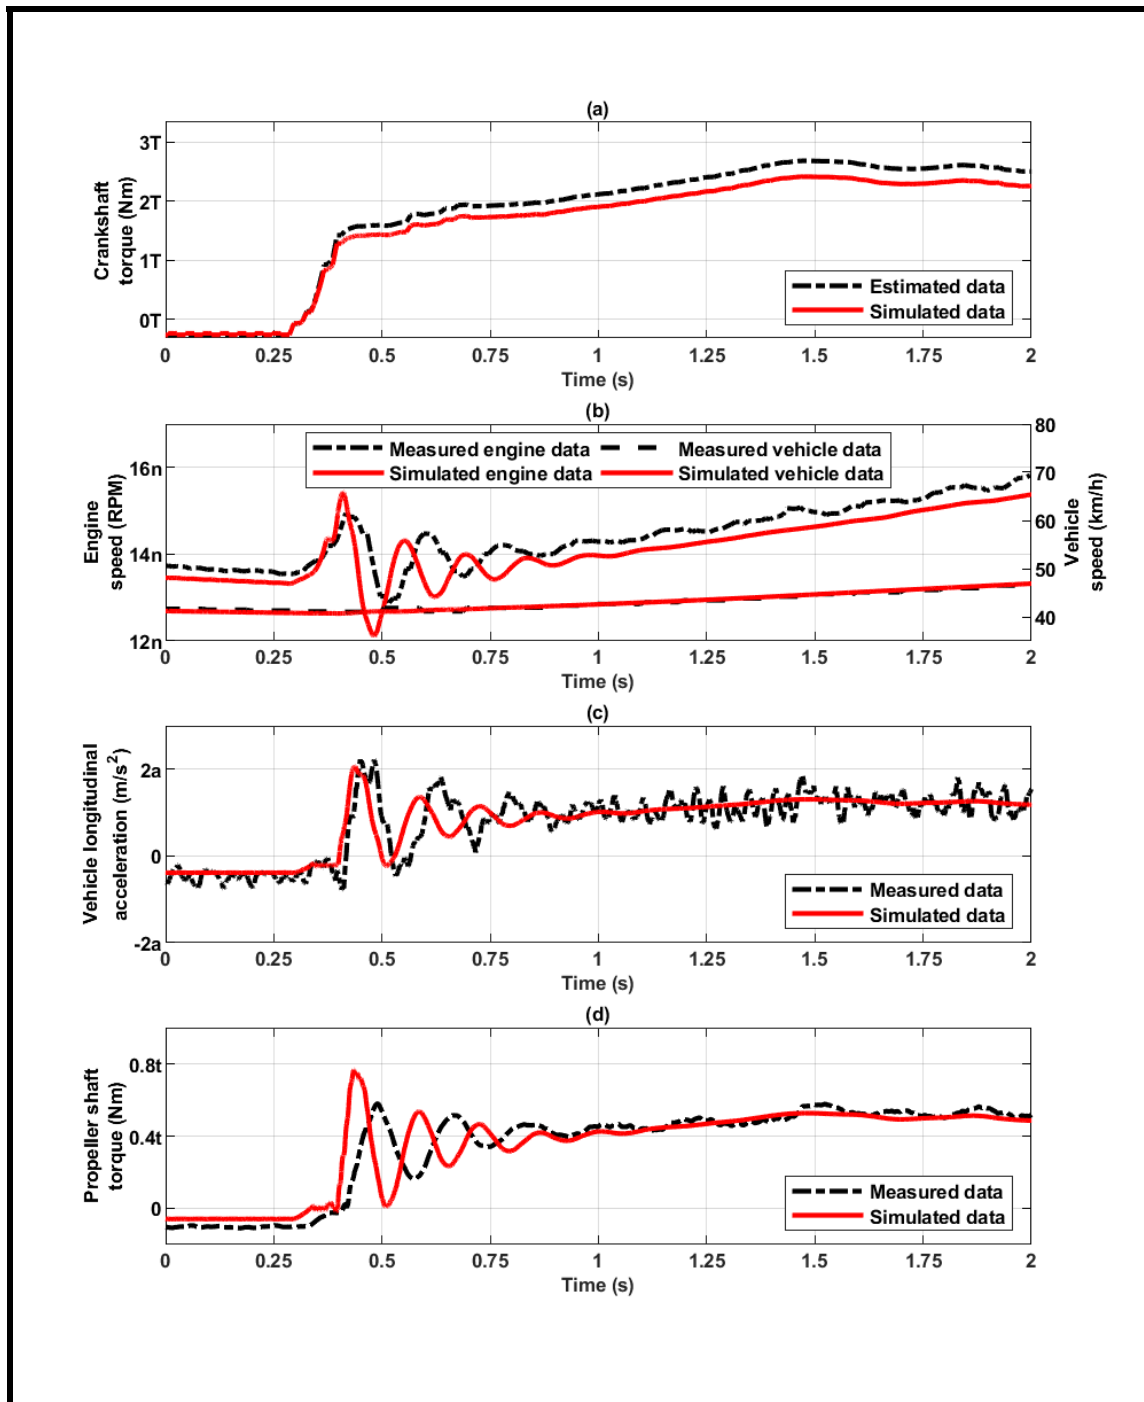 (a)
Crankshaft
torque (Nm)
3T
2T
1T
0T
Estimated data
Simulated data
0 0.25 0.5 0.75 1 1.25 1.5 1.75 2
Time (s)
(b)
Engine
speed (RPM)
16n
14n
12n
Measured engine data Measured vehicle data
Simulated engine data Simulated vehicle data
80
70
60
50
40
Vehicle
speed (km/h)
0 0.25 0.5 0.75 1 1.25 1.5 1.75 2
Time (s)
(c)
Vehicle longitudinal
acceleration (m/s²)
2a
0
-2a
Measured data
Simulated data
0 0.25 0.5 0.75 1 1.25 1.5 1.75 2
Time (s)
(d)
Propeller shaft
torque (Nm)
0.8t
0.4t
0
Measured data
Simulated data
0 0.25 0.5 0.75 1 1.25 1.5 1.75 2
Time (s)